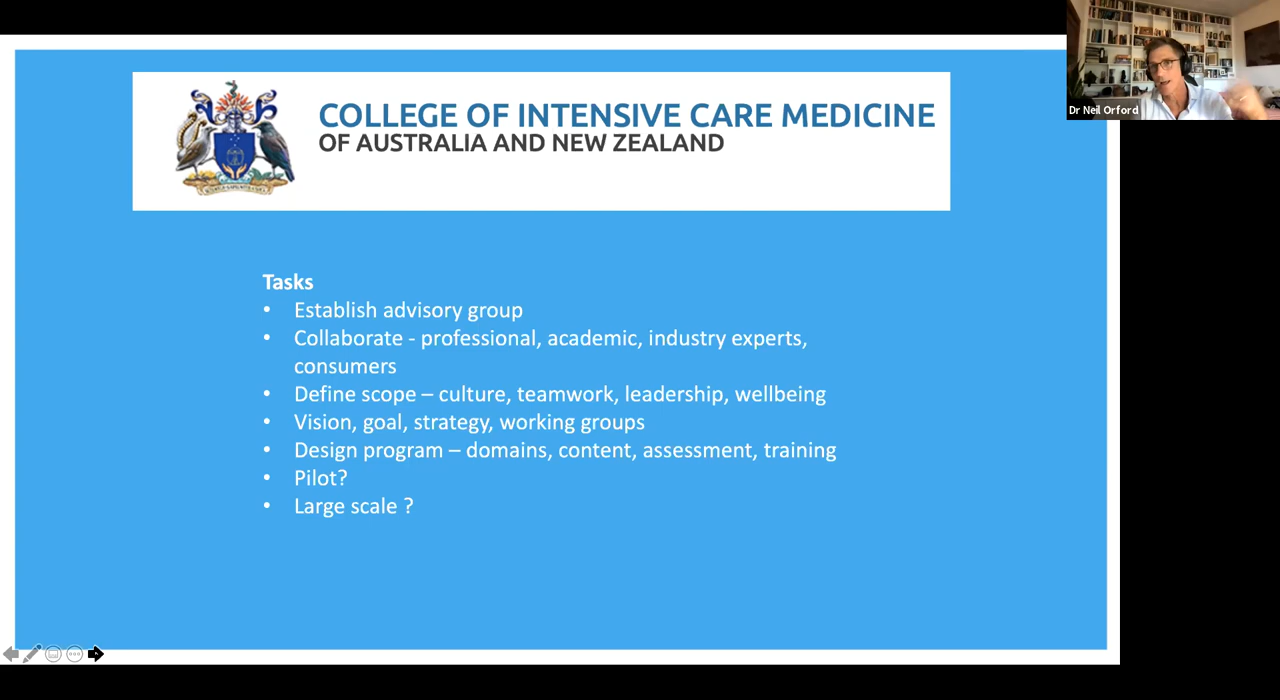 Dr Neil Orford
COLLEGE OF INTENSIVE CARE MEDICINE
OF AUSTRALIA AND NEW ZEALAND
Tasks
• Establish advisory group
• Collaborate - professional, academic, industry experts,
consumers
• Define scope – culture, teamwork, leadership, wellbeing
• Vision, goal, strategy, working groups
• Design program – domains, content, assessment, training
• Pilot?
• Large scale ?